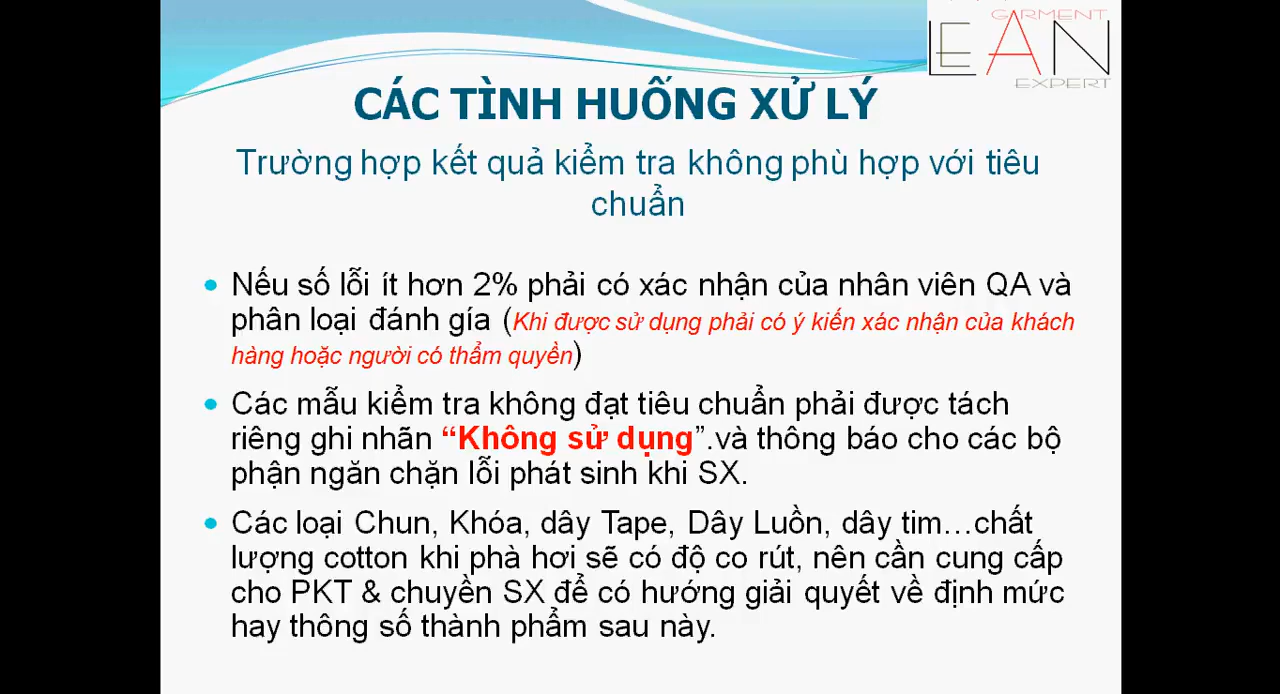 GARMENT
LEAN
EXPERT
CÁC TÌNH HUỐNG XỬ LÝ
Trường hợp kết quả kiểm tra không phù hợp với tiêu
chuẩn
• Nếu số lỗi ít hơn 2% phải có xác nhận của nhân viên QA và
phân loại đánh gía (Khi được sử dụng phải có ý kiến xác nhận của khách
hàng hoặc người có thẩm quyền)
• Các mẫu kiểm tra không đạt tiêu chuẩn phải được tách
riêng ghi nhãn “Không sử dụng”.và thông báo cho các bộ
phận ngăn chặn lỗi phát sinh khi SX.
• Các loại Chun, Khóa, dây Tape, Dây Luồn, dây tim...chất
lượng cotton khi phà hơi sẽ có độ co rút, nên cần cung cấp
cho PKT & chuyền SX để có hướng giải quyết về định mức
hay thông số thành phẩm sau này.